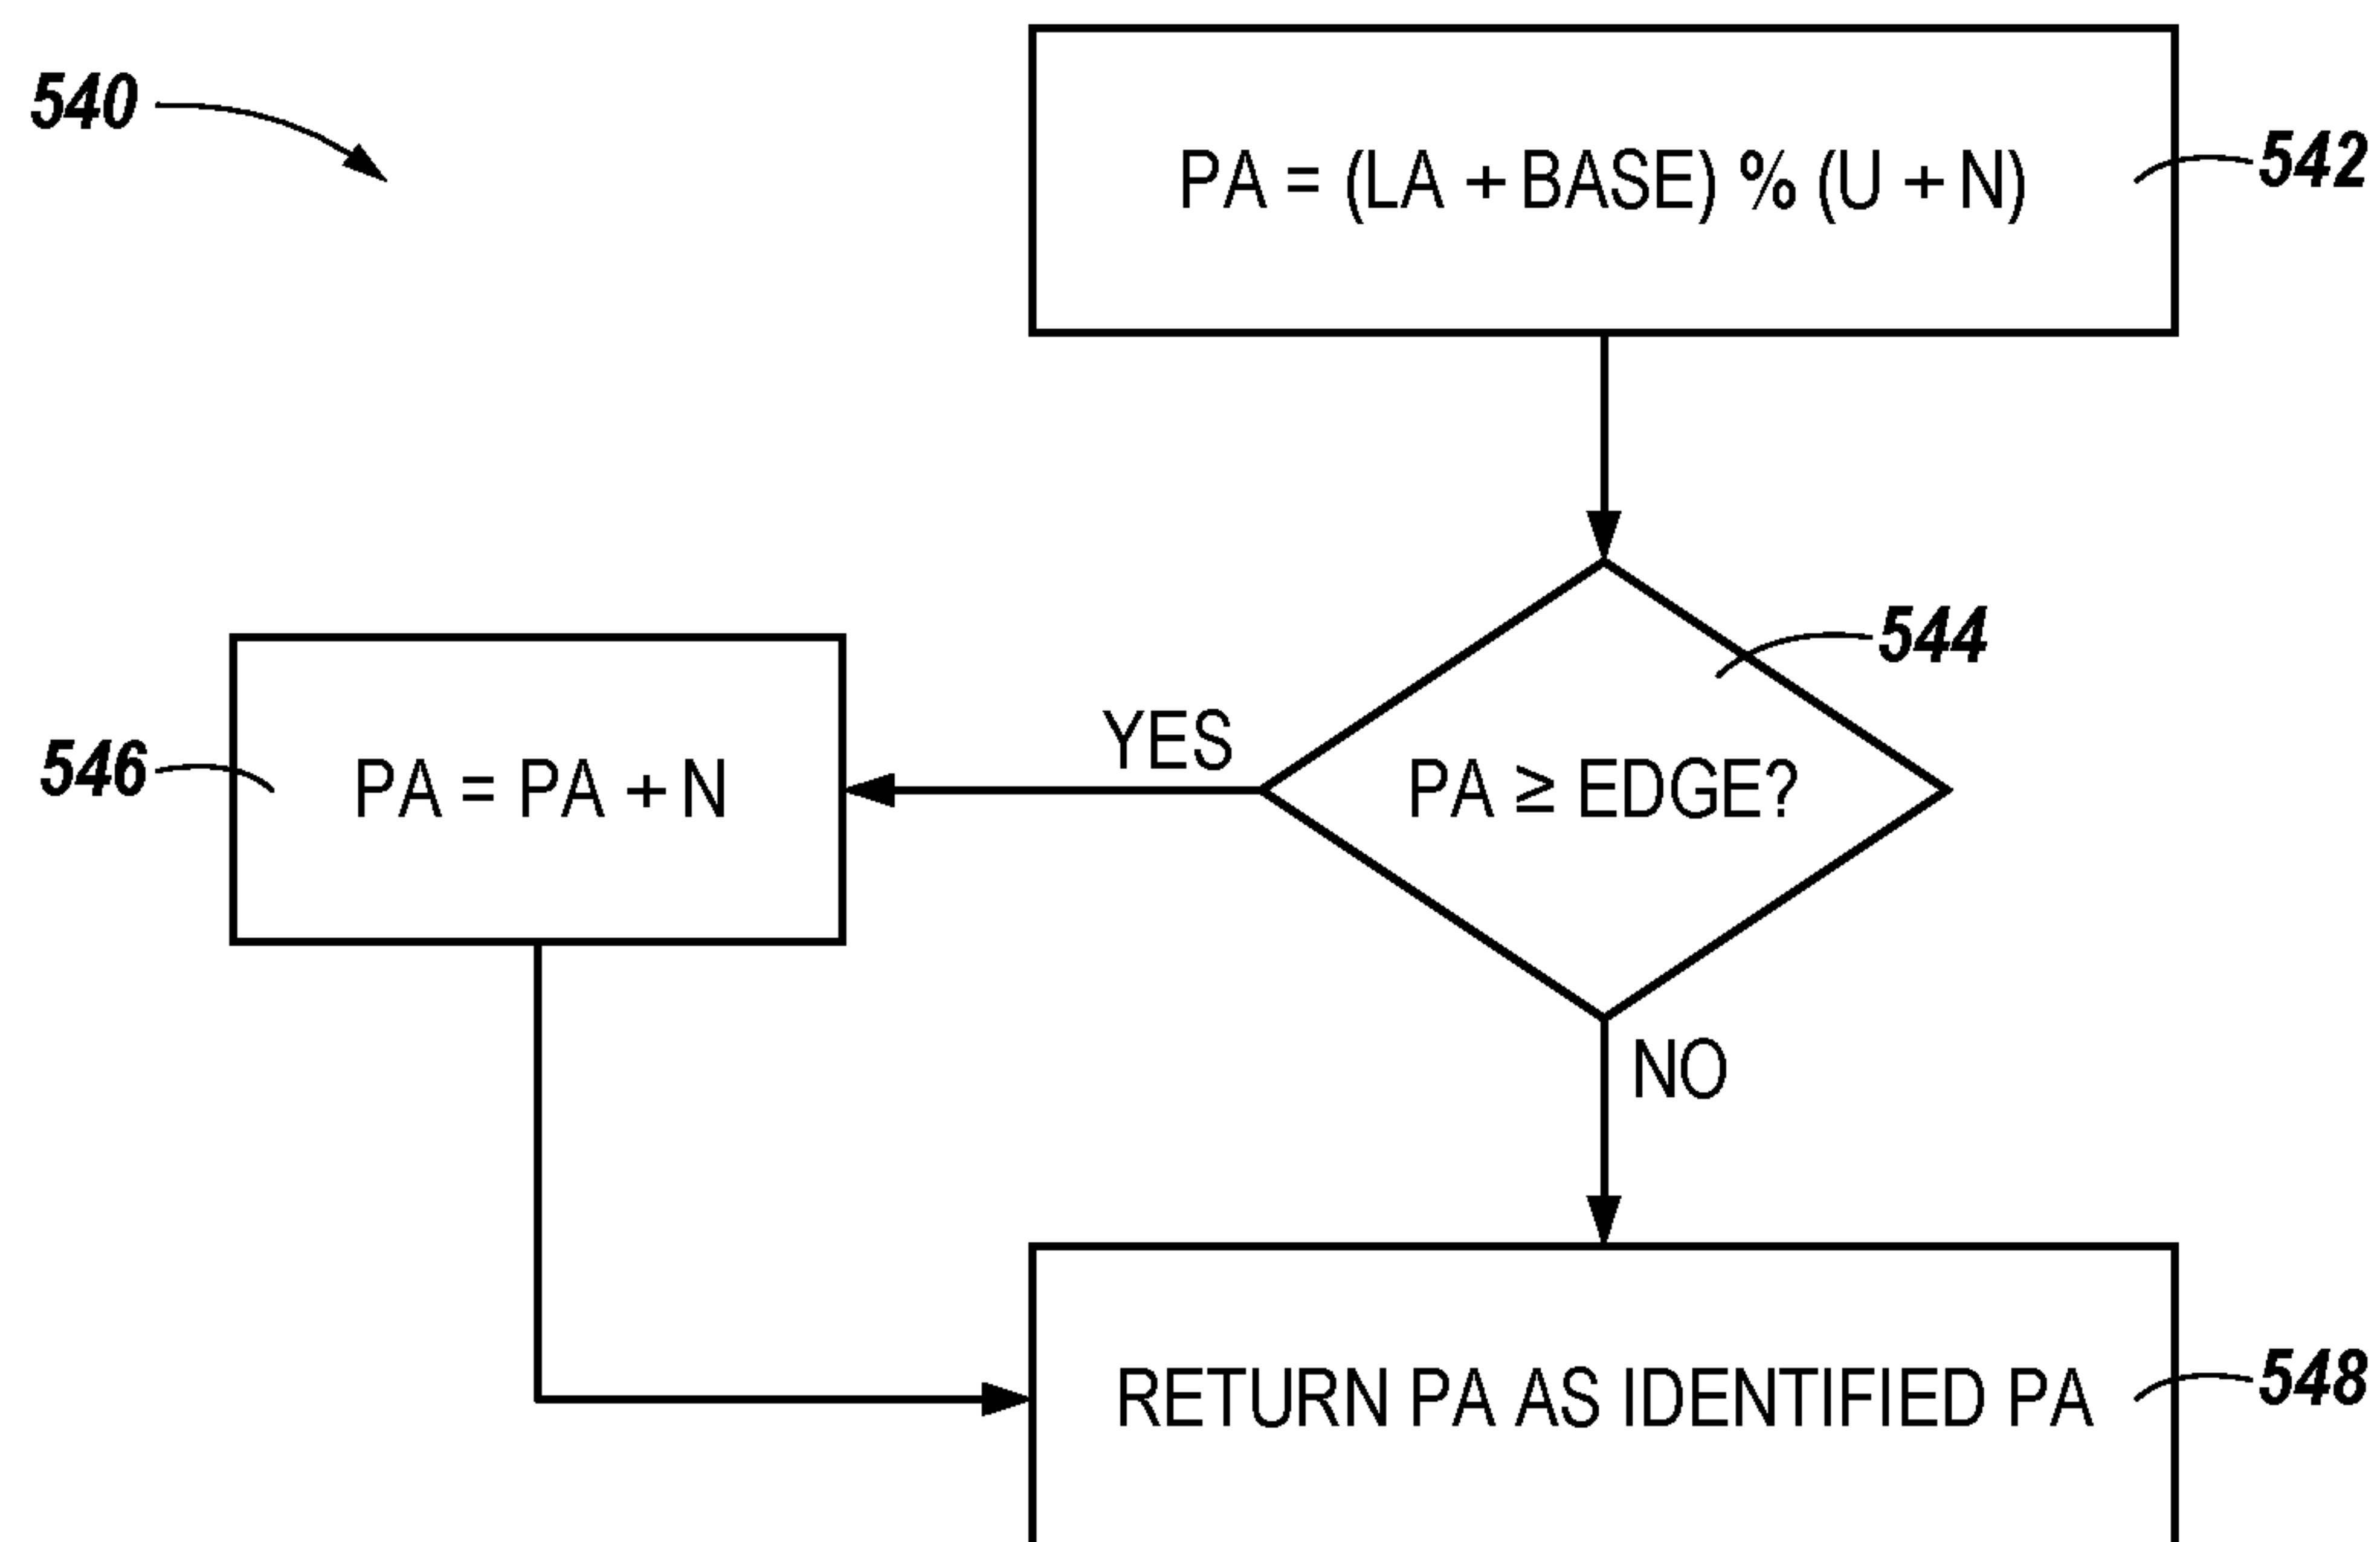 540
PA = (LA + BASE) % (U + N)
542
544
YES
546
PA = PA + N
PA ≥ EDGE?
NO
RETURN PA AS IDENTIFIED PA
548